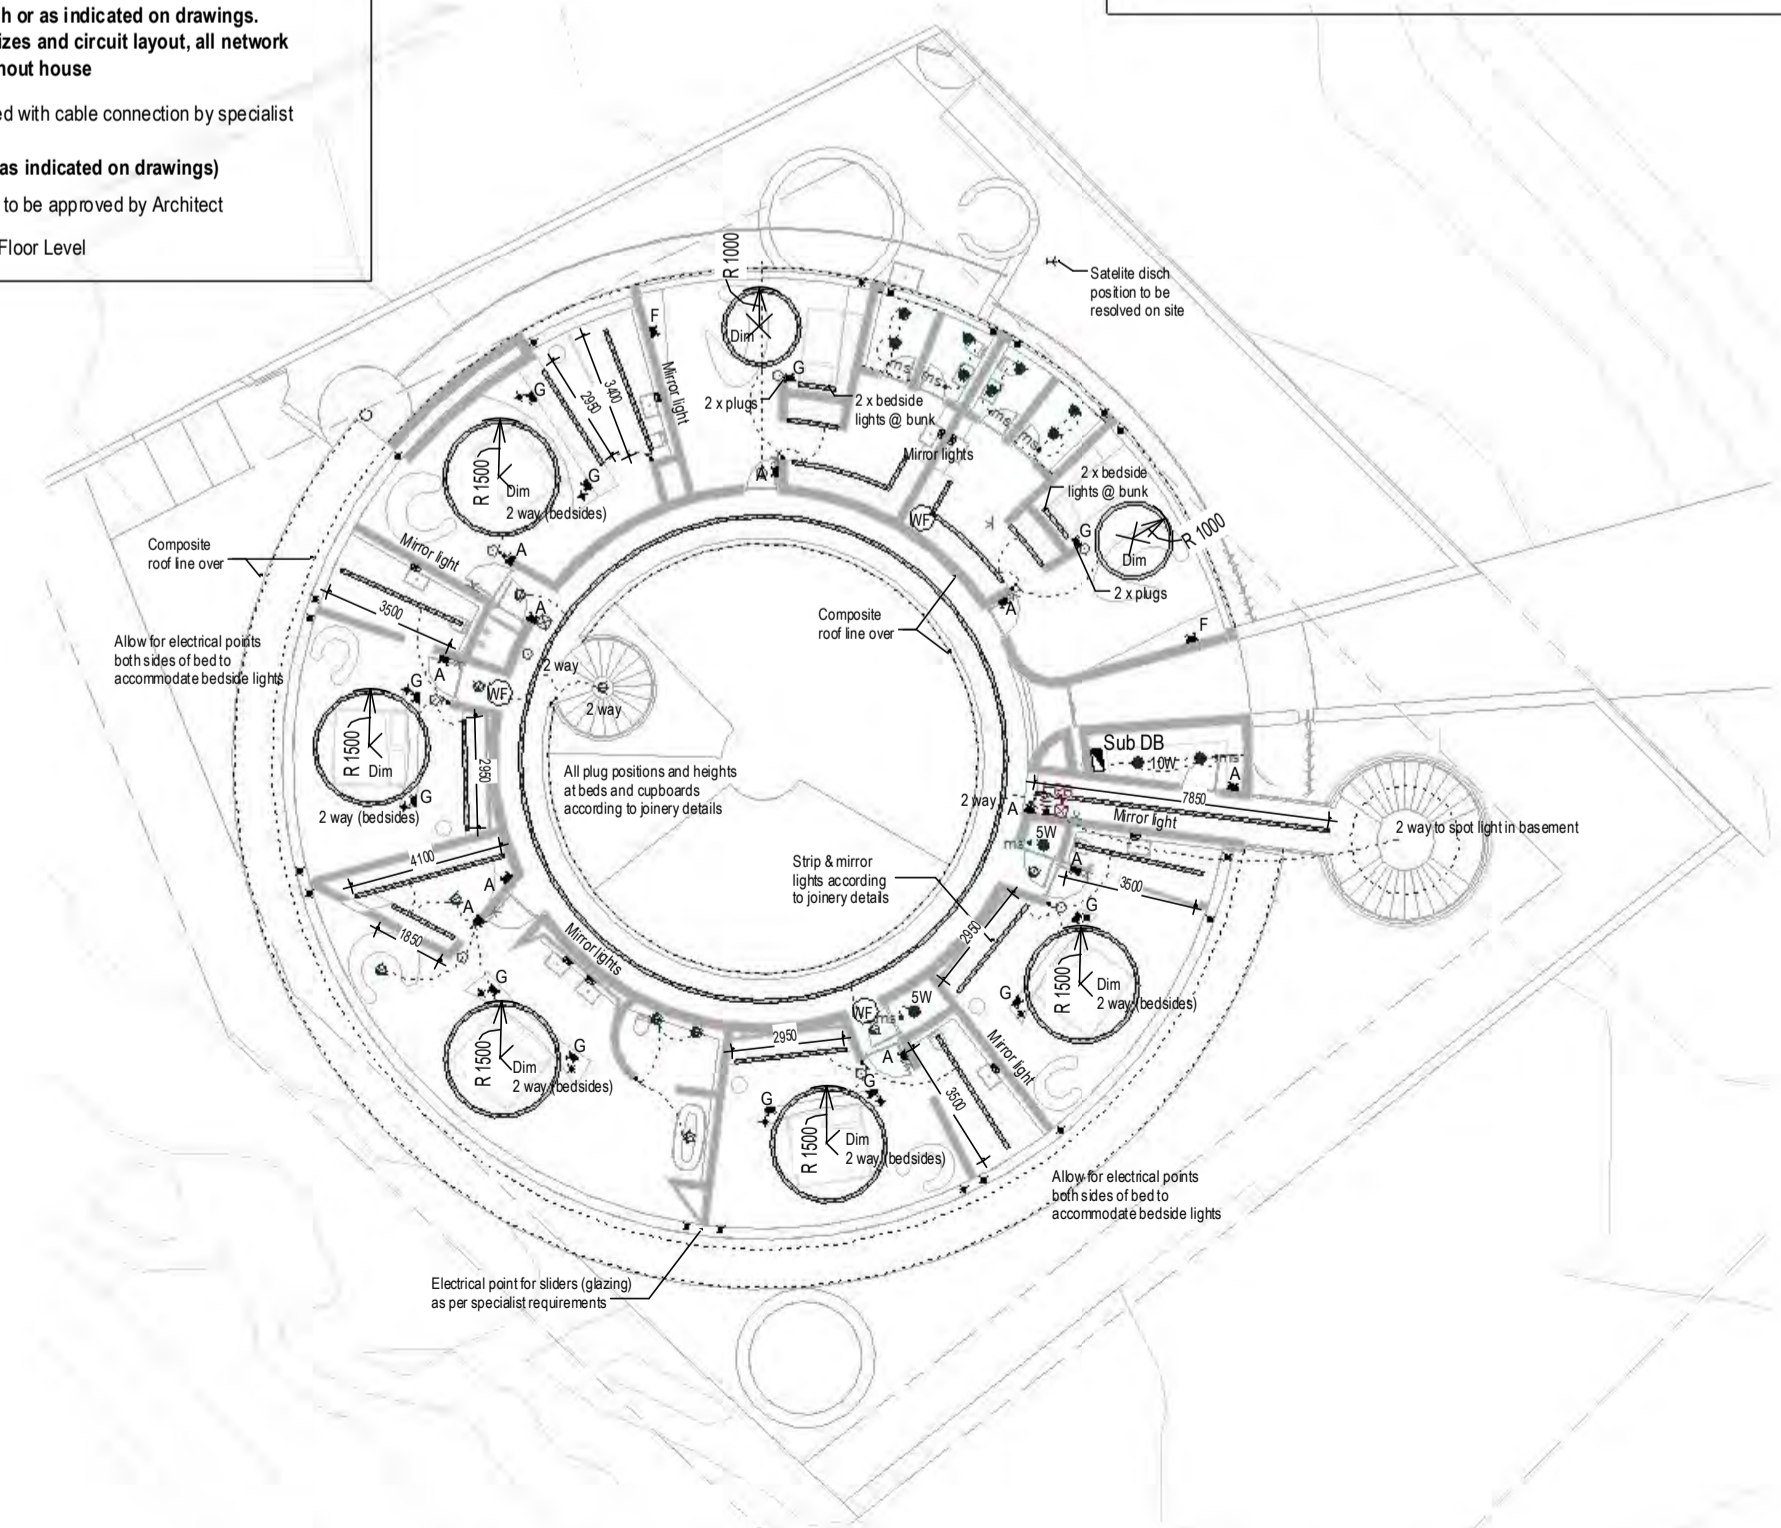 h or as indicated on drawings.
izes and circuit layout, all network
hout house
ed with cable connection by specialist
as indicated on drawings)
to be approved by Architect
Floor Level
Satelite disch
position to be
resolved on site
R 1000
Dim
F
Mirror light
G
2 x plugs
2 x bedside
lights @ bunk
ms
ms
ms
ms
Mirror lights
A
WF
2 x bedside
lights @ bunk
G
R 1000
Dim
2 x plugs
A
F
2950
3400
G
G
R 1500
Dim
2 way (bedsides)
A
Composite
roof line over
Mirror light
3500
A
A
Allow for electrical points
both sides of bed to
accommodate bedside lights
G
WF
2 way
2 way
Composite
roof line over
R 1500
Dim
G
2 way (bedsides)
2950
All plug positions and heights
at beds and cupboards
according to joinery details
Sub DB
10W
ms
A
7850
2 way
A
5W
ms
Mirror light
2 way to spot light in basement
A
3500
G
Strip & mirror
lights according
to joinery details
2950
4100
A
A
1850
Mirror lights
G
R 1500
Dim
2 way (bedsides)
G
R 1500
Dim
2 way (bedsides)
G
WF
ms
5W
2950
A
G
G
3500
Mirror light
R 1500
Dim
2 way (bedsides)
Allow for electrical points
both sides of bed to
accommodate bedside lights
Electrical point for sliders (glazing)
as per specialist requirements